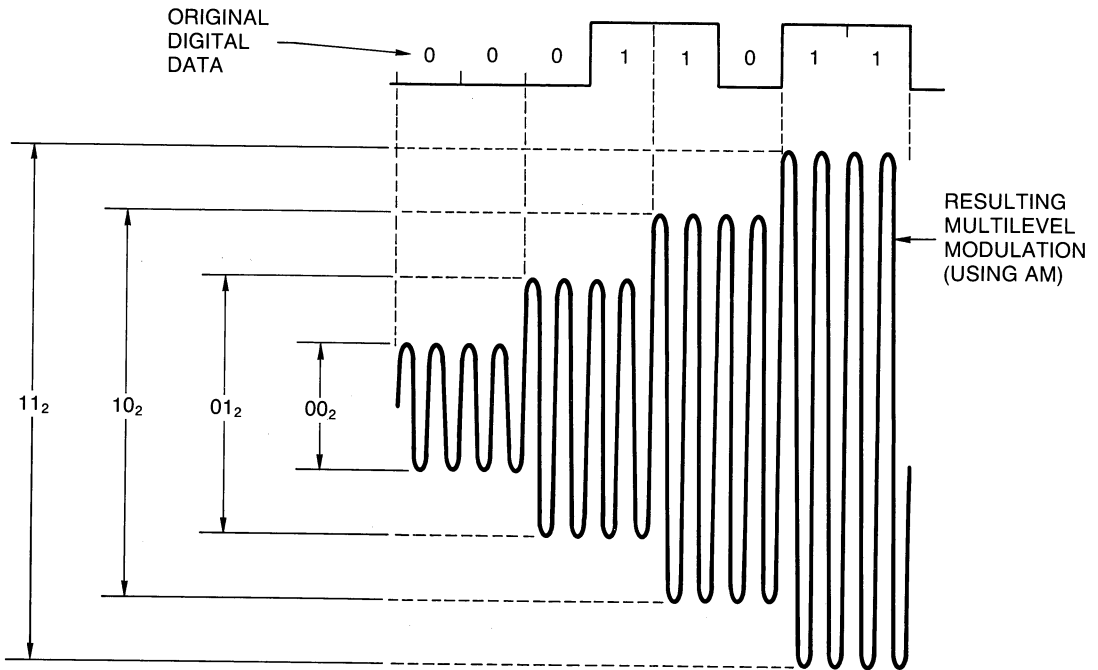 ORIGINAL
DIGITAL
DATA
0 0 0 1 1 0 1 1
RESULTING
MULTILEVEL
MODULATION
(USING AM)
11₂ 10₂ 01₂ 00₂